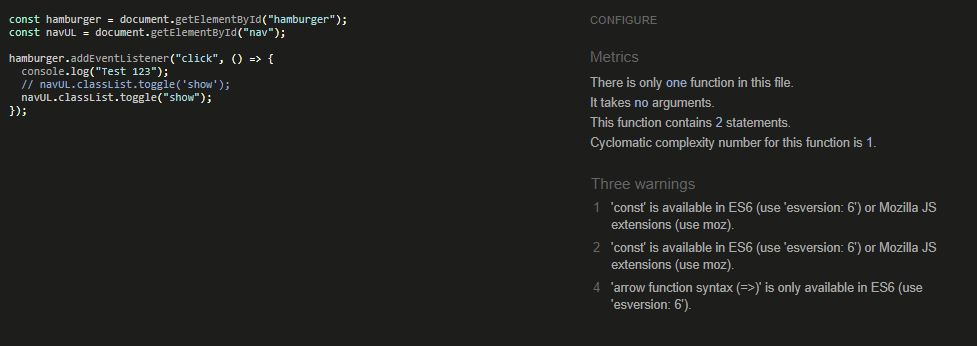 const hamburger = document.getElementById("hamburger");
const navUL = document.getElementById("nav");
hamburger.addEventListener("click", () => {
console.log("Test 123");
// navUL.classList.toggle('show');
navUL.classList.toggle("show");
});
CONFIGURE
Metrics
There is only one function in this file.
It takes no arguments.
This function contains 2 statements.
Cyclomatic complexity number for this function is 1.
Three warnings
1 'const' is available in ES6 (use 'esversion: 6') or Mozilla JS
extensions (use moz).
2 'const' is available in ES6 (use 'esversion: 6') or Mozilla JS
extensions (use moz).
4 'arrow function syntax (=>)' is only available in ES6 (use
'esversion: 6').